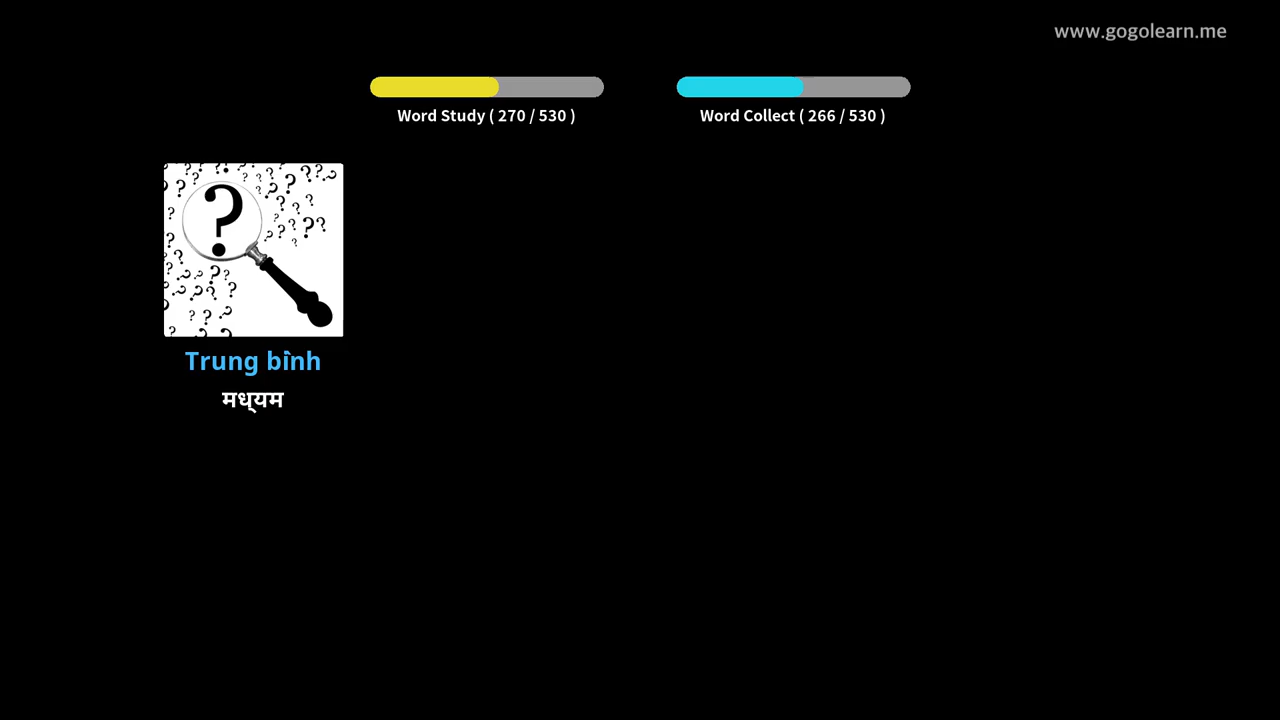 www.gogolearn.me
Word Study ( 270 / 530 )
Word Collect ( 266 / 530 )
Trung bình
मध्यम